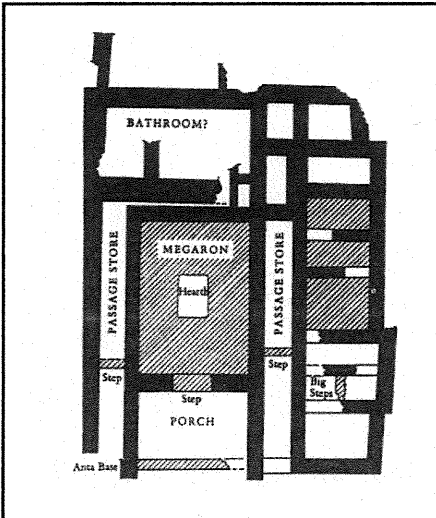 BATHROOM?
MEGARON
Hearth
PASSAGE STORE
PASSAGE STORE
Step
Step
Step
Big
Steps
PORCH
Anta Base